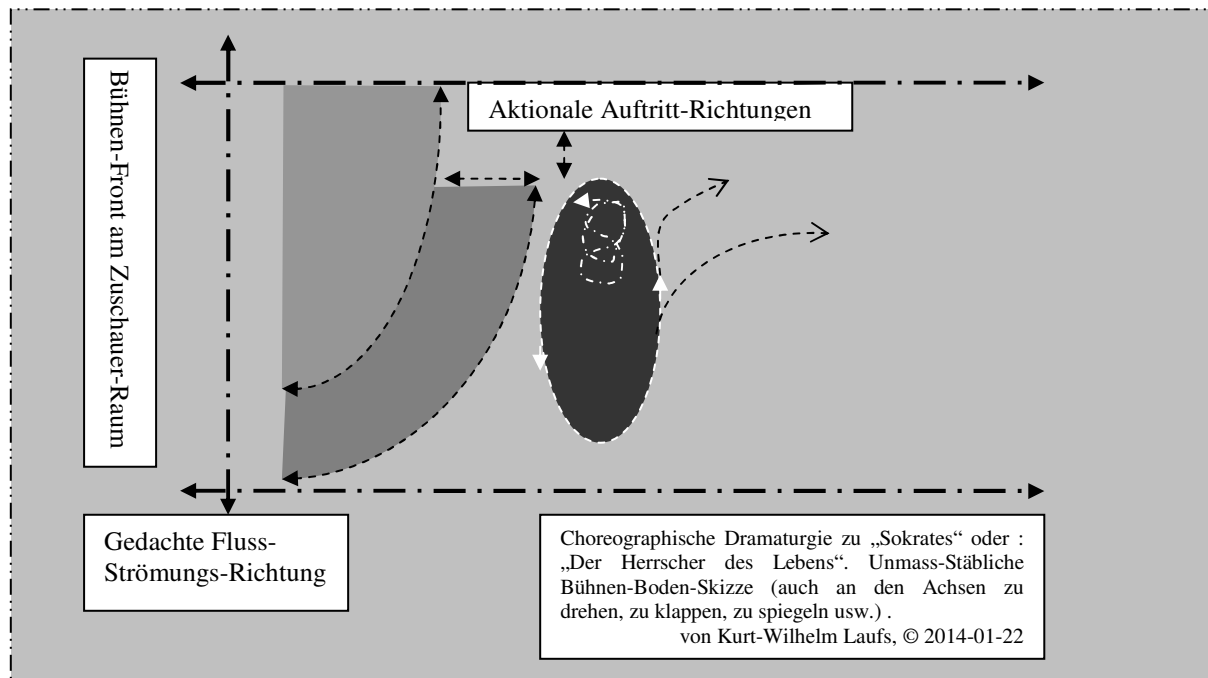 Bühnen-Front am Zuschauer-Raum
Aktionale Auftritt-Richtungen
Gedachte Fluss-
Strömungs-Richtung
Choreographische Dramaturgie zu „Sokrates“ oder :
„Der Herrscher des Lebens“. Unmass-Stäbliche
Bühnen-Boden-Skizze (auch an den Achsen zu
drehen, zu klappen, zu spiegeln usw.) .
von Kurt-Wilhelm Laufs, © 2014-01-22